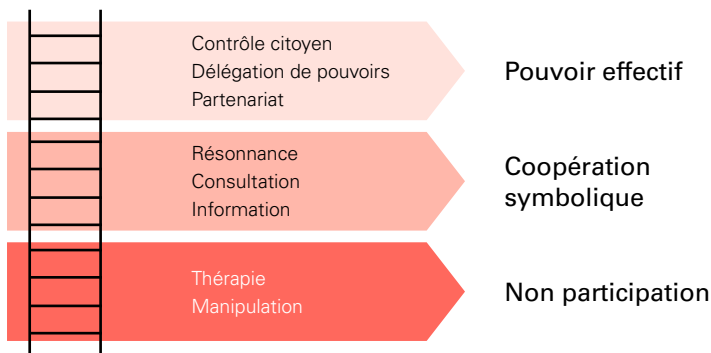 Contrôle citoyen
Délégation de pouvoirs
Partenariat
Pouvoir effectif
Résonnance
Consultation
Information
Coopération
symbolique
Thérapie
Manipulation
Non participation